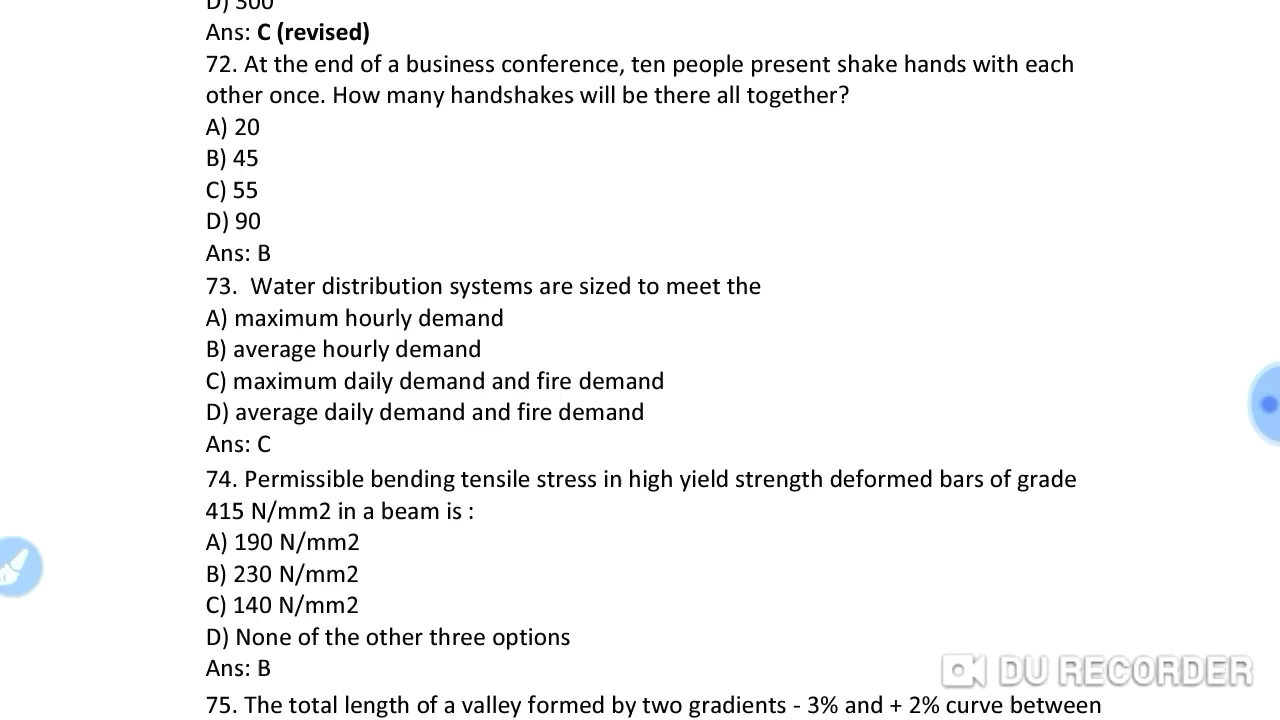 D) 300
Ans: C (revised)
72. At the end of a business conference, ten people present shake hands with each
other once. How many handshakes will be there all together?
A) 20
B) 45
C) 55
D) 90
Ans: B
73.  Water distribution systems are sized to meet the
A) maximum hourly demand
B) average hourly demand
C) maximum daily demand and fire demand
D) average daily demand and fire demand
Ans: C
74. Permissible bending tensile stress in high yield strength deformed bars of grade
415 N/mm2 in a beam is :
A) 190 N/mm2
B) 230 N/mm2
C) 140 N/mm2
D) None of the other three options
Ans: B
DU RECORDER
75. The total length of a valley formed by two gradients - 3% and + 2% curve between